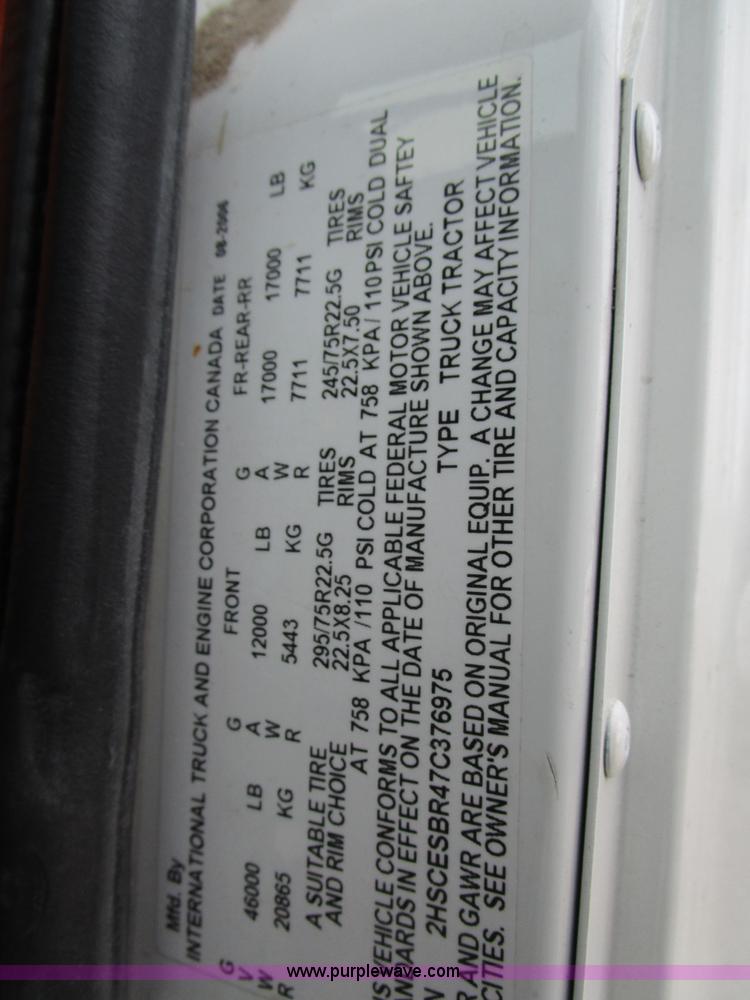 Mfd. By
INTERNATIONAL TRUCK AND ENGINE CORPORATION CANADA DATE 08-2006
G FRONT G FR-REAR-RR
V G A
W 46000 LB A 12000 LB W 17000 17000 LB
R 20865 KG W R 5443 KG R 7711 7711 KG
A SUITABLE TIRE 295/75R22.5G TIRES 245/75R22.5G TIRES
AND RIM CHOICE 22.5X8.25 RIMS 22.5X7.50 RIMS
AT 758 KPA /110 PSI COLD AT 758 KPA/ 110PSI COLD DUAL
IS VEHICLE CONFORMS TO ALL APPLICABLE FEDERAL MOTOR VEHICLE SAFTEY
NDARDS IN EFFECT ON THE DATE OF MANUFACTURE SHOWN ABOVE.
N 2HSCESBR47C376975 TYPE TRUCK TRACTOR
R AND GAWR ARE BASED ON ORIGINAL EQUIP. A CHANGE MAY AFFECT VEHICLE
CITIES. SEE OWNER'S MANUAL FOR OTHER TIRE AND CAPACITY INFORMATION.
www.purplewave.com